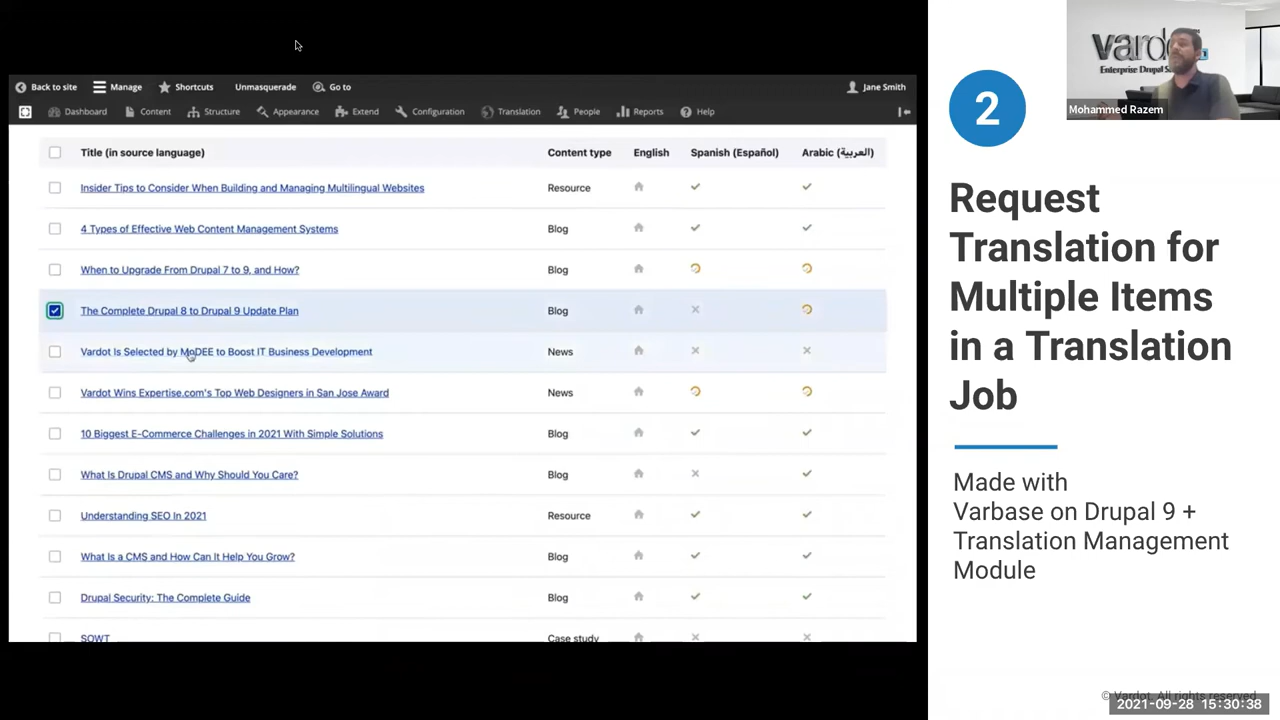 Back to site Manage Shortcuts Unmasquerade Go to Jane Smith
Dashboard Content Structure Appearance Extend Configuration Translation People Reports Help
Title (in source language) Content type English Spanish (Español) Arabic (العربية)
Insider Tips to Consider When Building and Managing Multilingual Websites Resource
4 Types of Effective Web Content Management Systems Blog
When to Upgrade From Drupal 7 to 9, and How? Blog
The Complete Drupal 8 to Drupal 9 Update Plan Blog
Vardot Is Selected by MoDEE to Boost IT Business Development News
Vardot Wins Expertise.com's Top Web Designers in San Jose Award News
10 Biggest E-Commerce Challenges in 2021 With Simple Solutions Blog
What Is Drupal CMS and Why Should You Care? Blog
Understanding SEO In 2021 Resource
What Is a CMS and How Can It Help You Grow? Blog
Drupal Security: The Complete Guide Blog
SOWT Case study
Enterprise Drupal
Mohammed Razem
2
Request
Translation for
Multiple Items
in a Translation
Job
Made with
Varbase on Drupal 9 +
Translation Management
Module
© Vardot. All rights reserved
2021-09-28 15:30:38